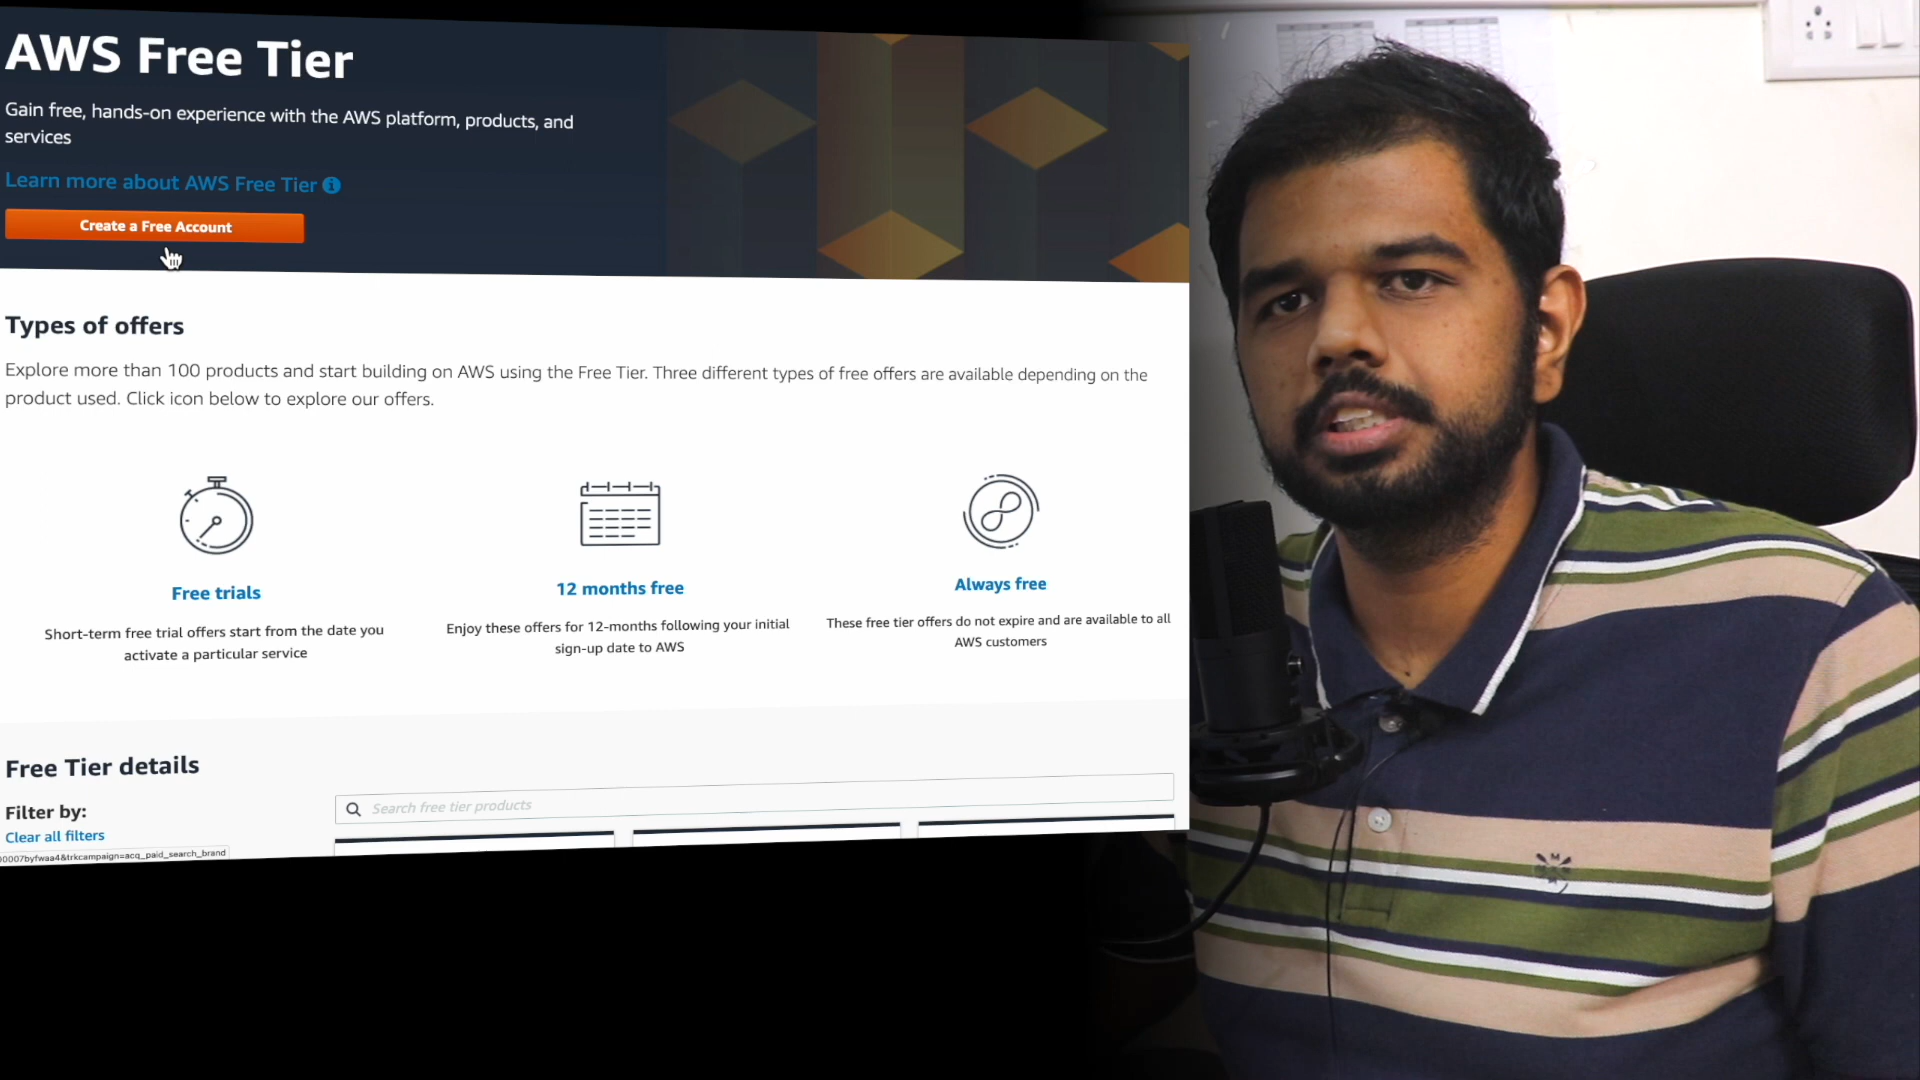 AWS Free Tier
Gain free, hands-on experience with the AWS platform, products, and
services
Learn more about AWS Free Tier
Create a Free Account
Types of offers
Explore more than 100 products and start building on AWS using the Free Tier. Three different types of free offers are available depending on the
product used. Click icon below to explore our offers.
Free trials
Short-term free trial offers start from the date you
activate a particular service
12 months free
Enjoy these offers for 12-months following your initial
sign-up date to AWS
Always free
These free tier offers do not expire and are available to all
AWS customers
Free Tier details
Filter by:
Clear all filters
Search free tier products
00007byfwaa4&trkcampaign=acq_paid_search_brand